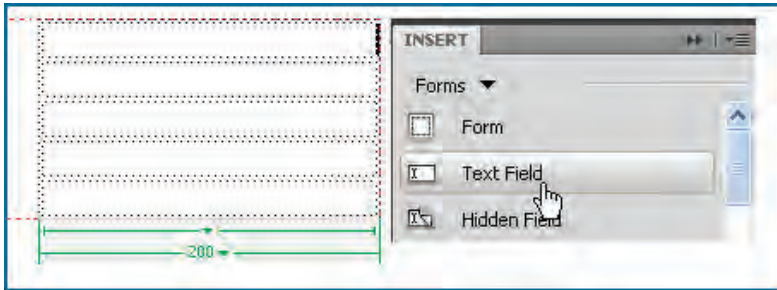 INSERT
Forms
Form
Text Field
Hidden Field
200